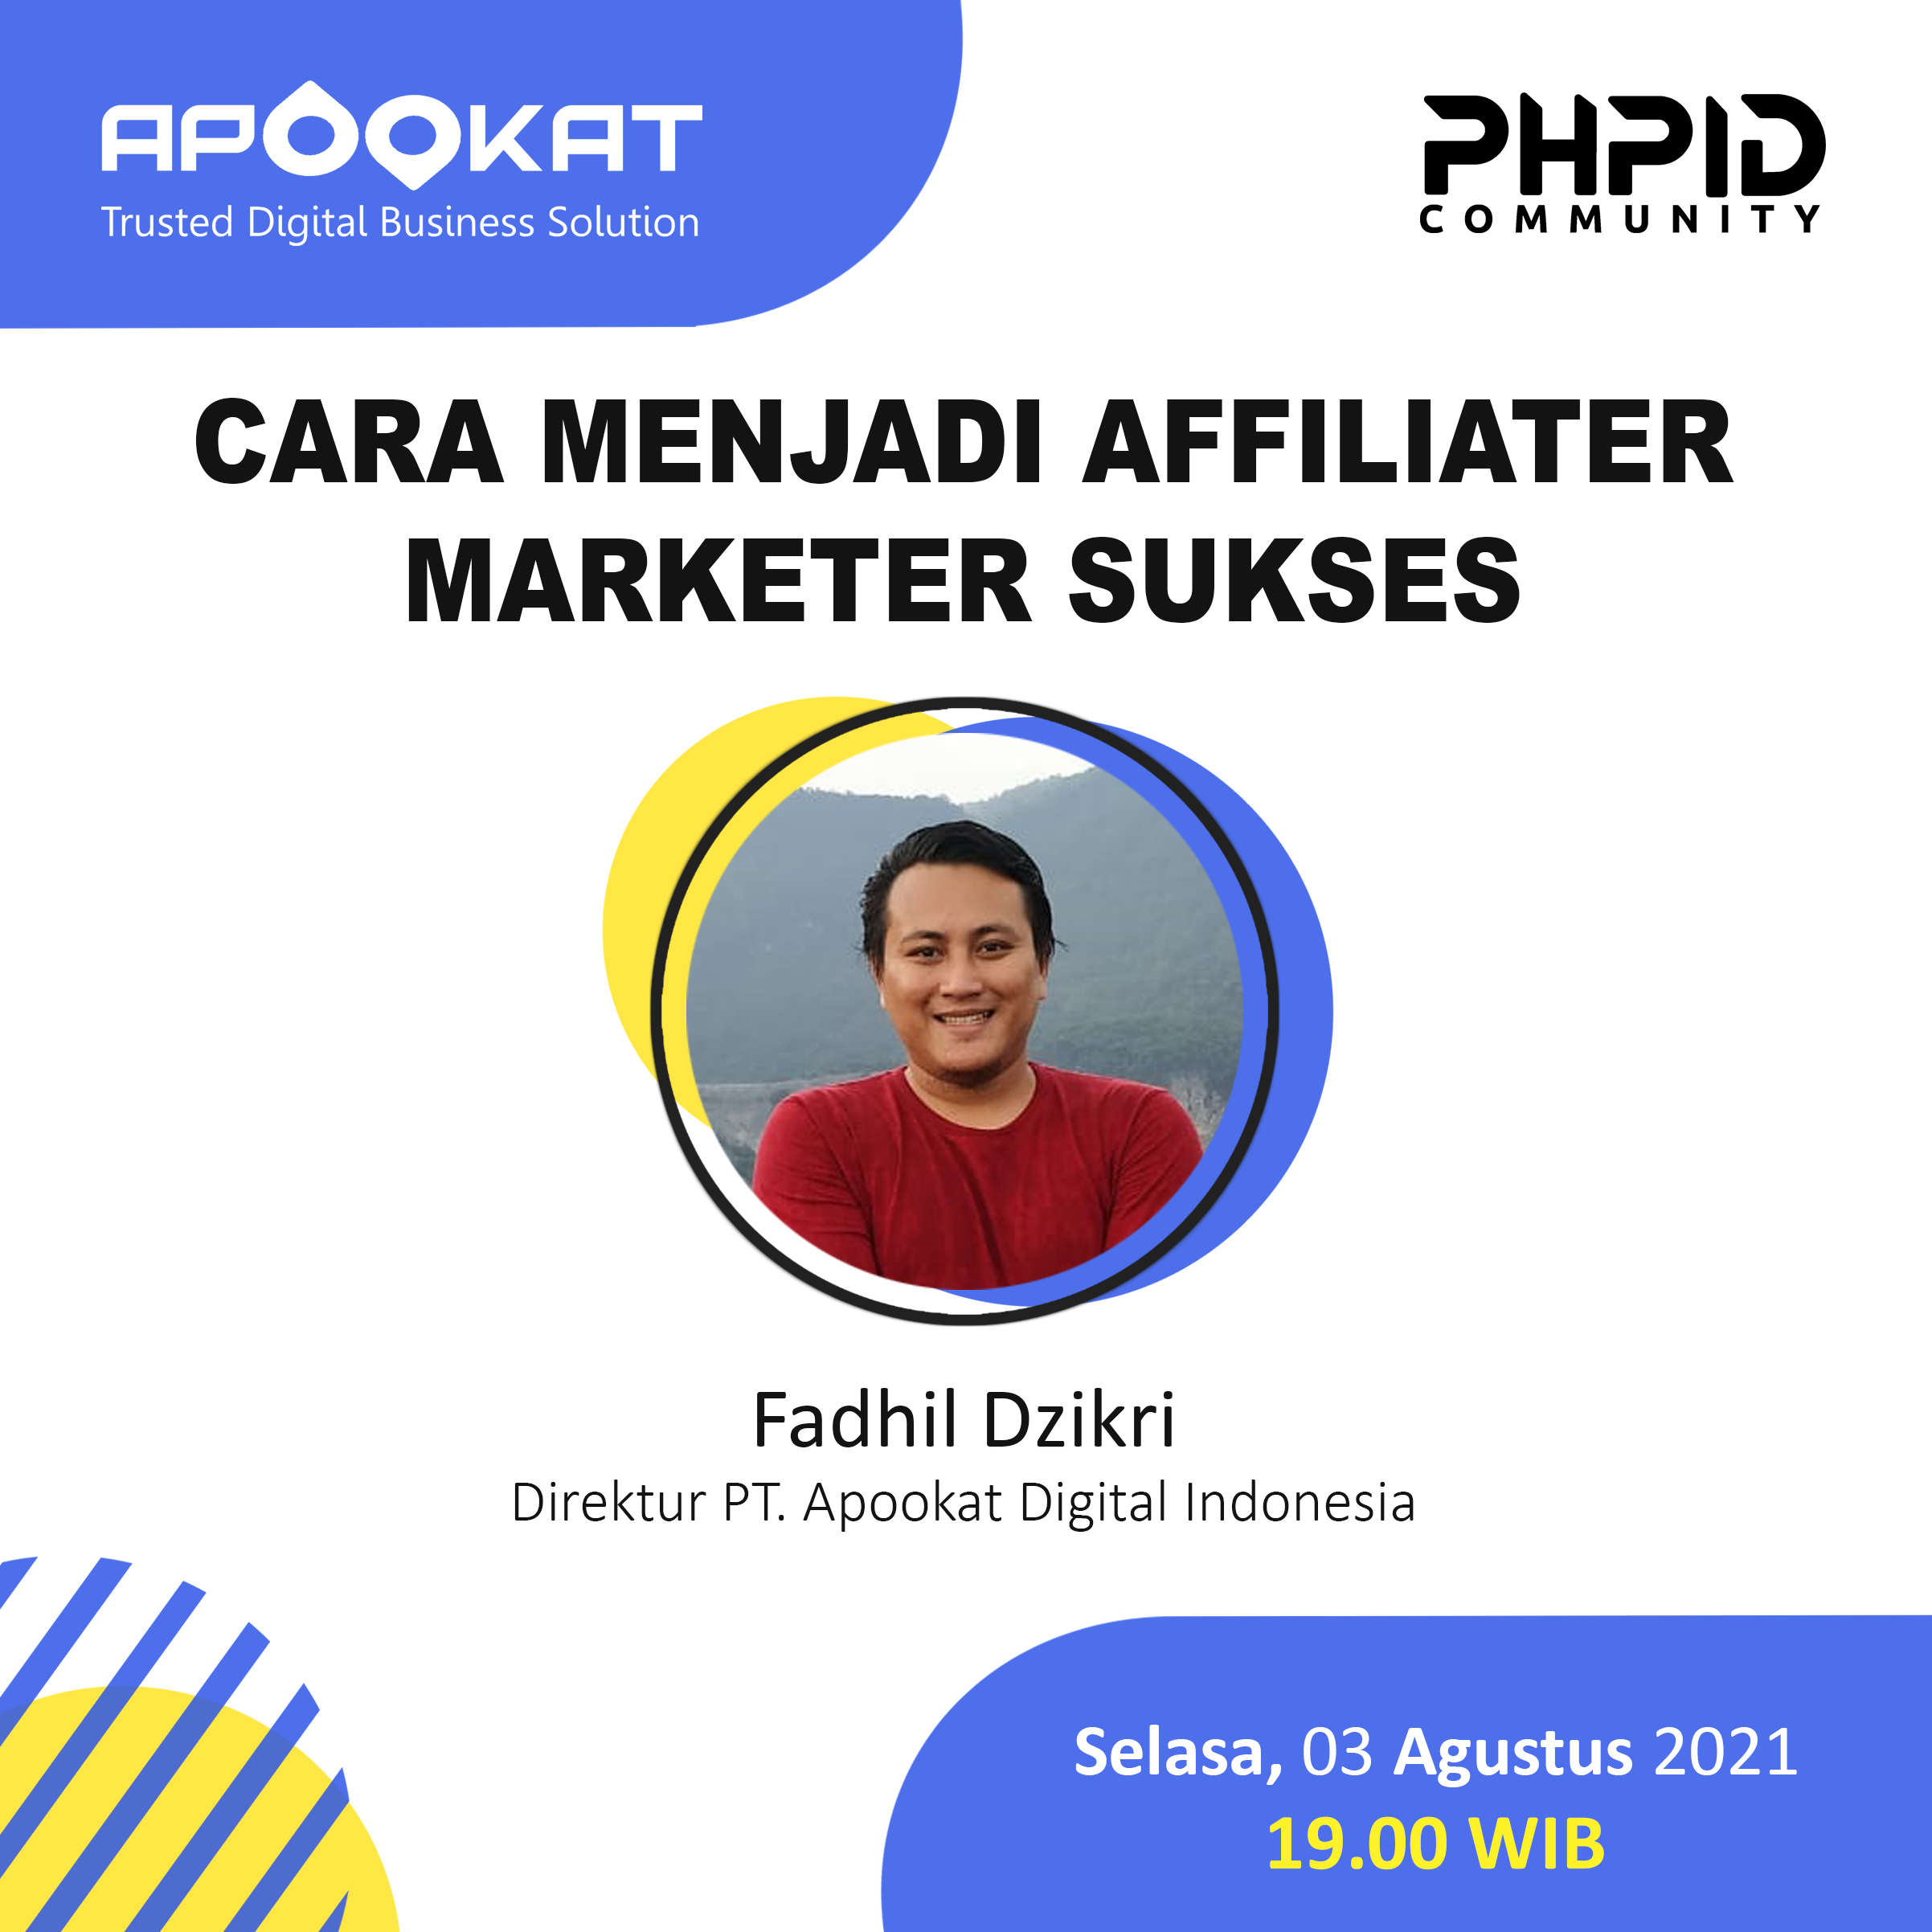 APOOKAT
Trusted Digital Business Solution
PHPID
COMMUNITY
CARA MENJADI AFFILIATER
MARKETER SUKSES
Fadhil Dzikri
Direktur PT. Apookat Digital Indonesia
Selasa, 03 Agustus 2021
19.00 WIB